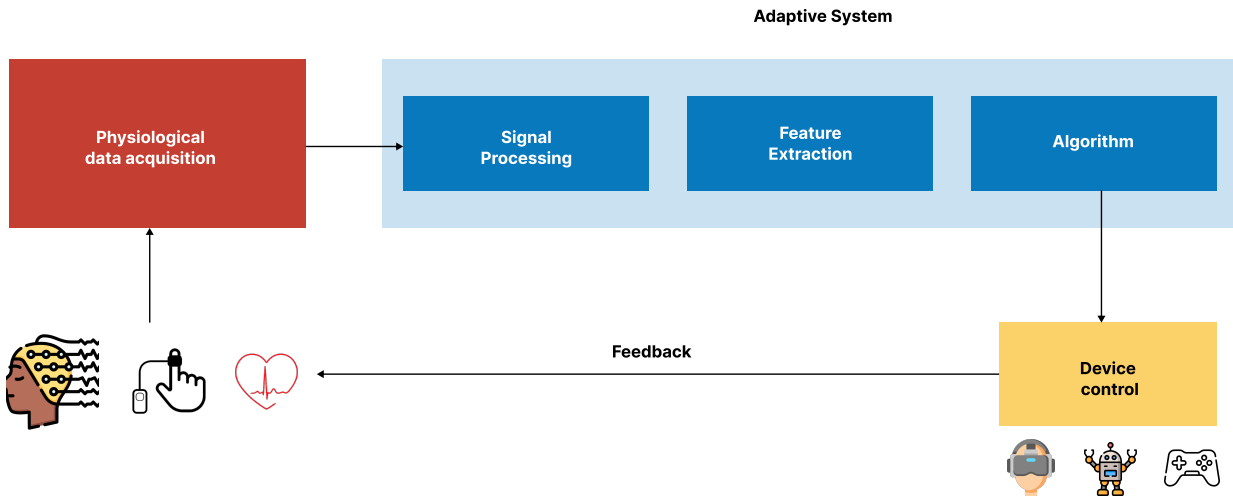 Adaptive System
Physiological
data acquisition
Signal
Processing
Feature
Extraction
Algorithm
Feedback
Device
control